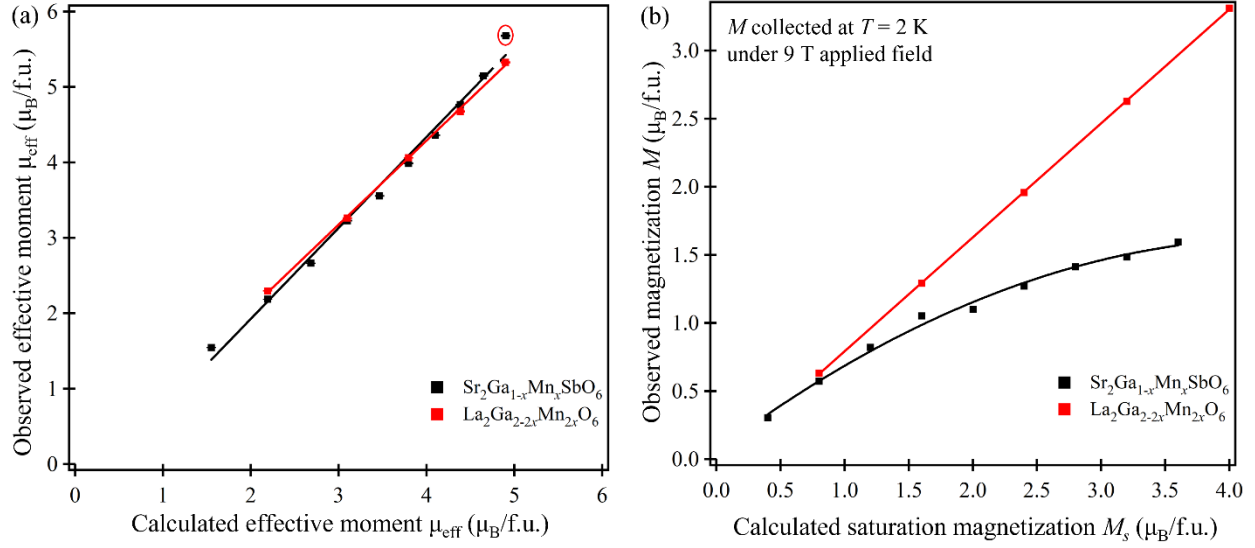 (a)
Observed effective moment μeff (μB/f.u.)
6
5
4
3
2
1
0
Sr2Ga1-xMnxSbO6
La2Ga2-2xMn2xO6
0 1 2 3 4 5 6
Calculated effective moment μeff (μB/f.u.)
(b)
M collected at T = 2 K
under 9 T applied field
Observed magnetization M (μB/f.u.)
3.0
2.5
2.0
1.5
1.0
0.5
0.0
Sr2Ga1-xMnxSbO6
La2Ga2-2xMn2xO6
0.0 0.5 1.0 1.5 2.0 2.5 3.0 3.5 4.0
Calculated saturation magnetization Ms (μB/f.u.)